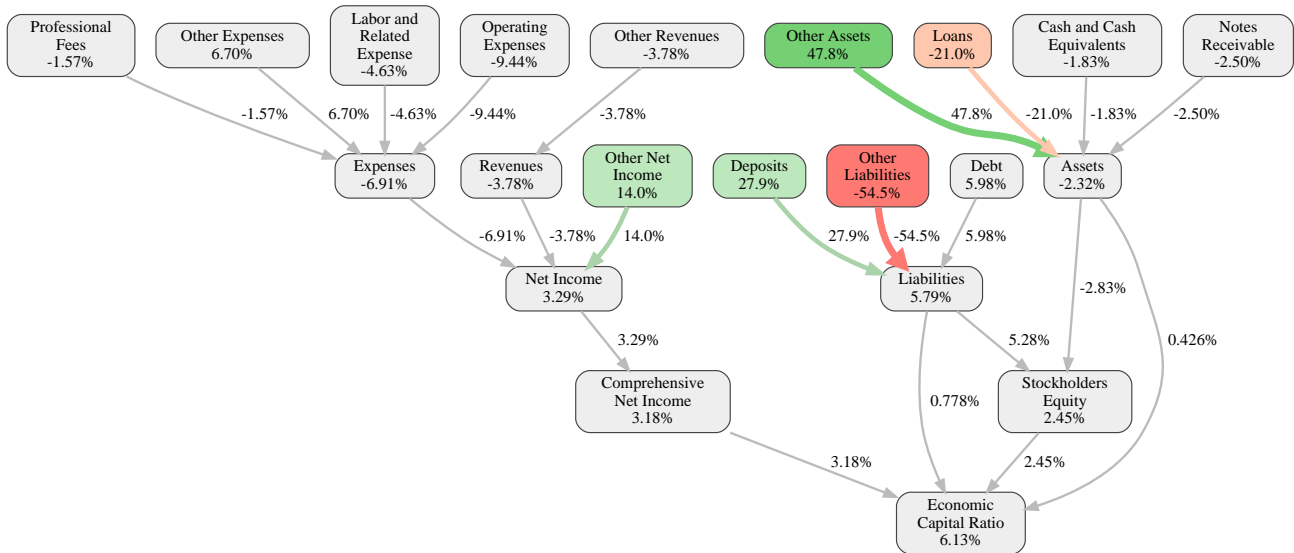 Professional
Fees
-1.57%
Other Expenses
6.70%
Labor and
Related
Expense
-4.63%
Operating
Expenses
-9.44%
Other Revenues
-3.78%
Other Assets
47.8%
Loans
-21.0%
Cash and Cash
Equivalents
-1.83%
Notes
Receivable
-2.50%
-1.57%
6.70%
-4.63%
-9.44%
-3.78%
47.8%
-21.0%
-1.83%
-2.50%
Expenses
-6.91%
Revenues
-3.78%
Other Net
Income
14.0%
Deposits
27.9%
Other
Liabilities
-54.5%
Debt
5.98%
Assets
-2.32%
-6.91%
-3.78%
14.0%
27.9%
-54.5%
5.98%
Net Income
3.29%
Liabilities
5.79%
-2.83%
3.29%
5.28%
0.426%
Comprehensive
Net Income
3.18%
0.778%
Stockholders
Equity
2.45%
3.18%
2.45%
Economic
Capital Ratio
6.13%